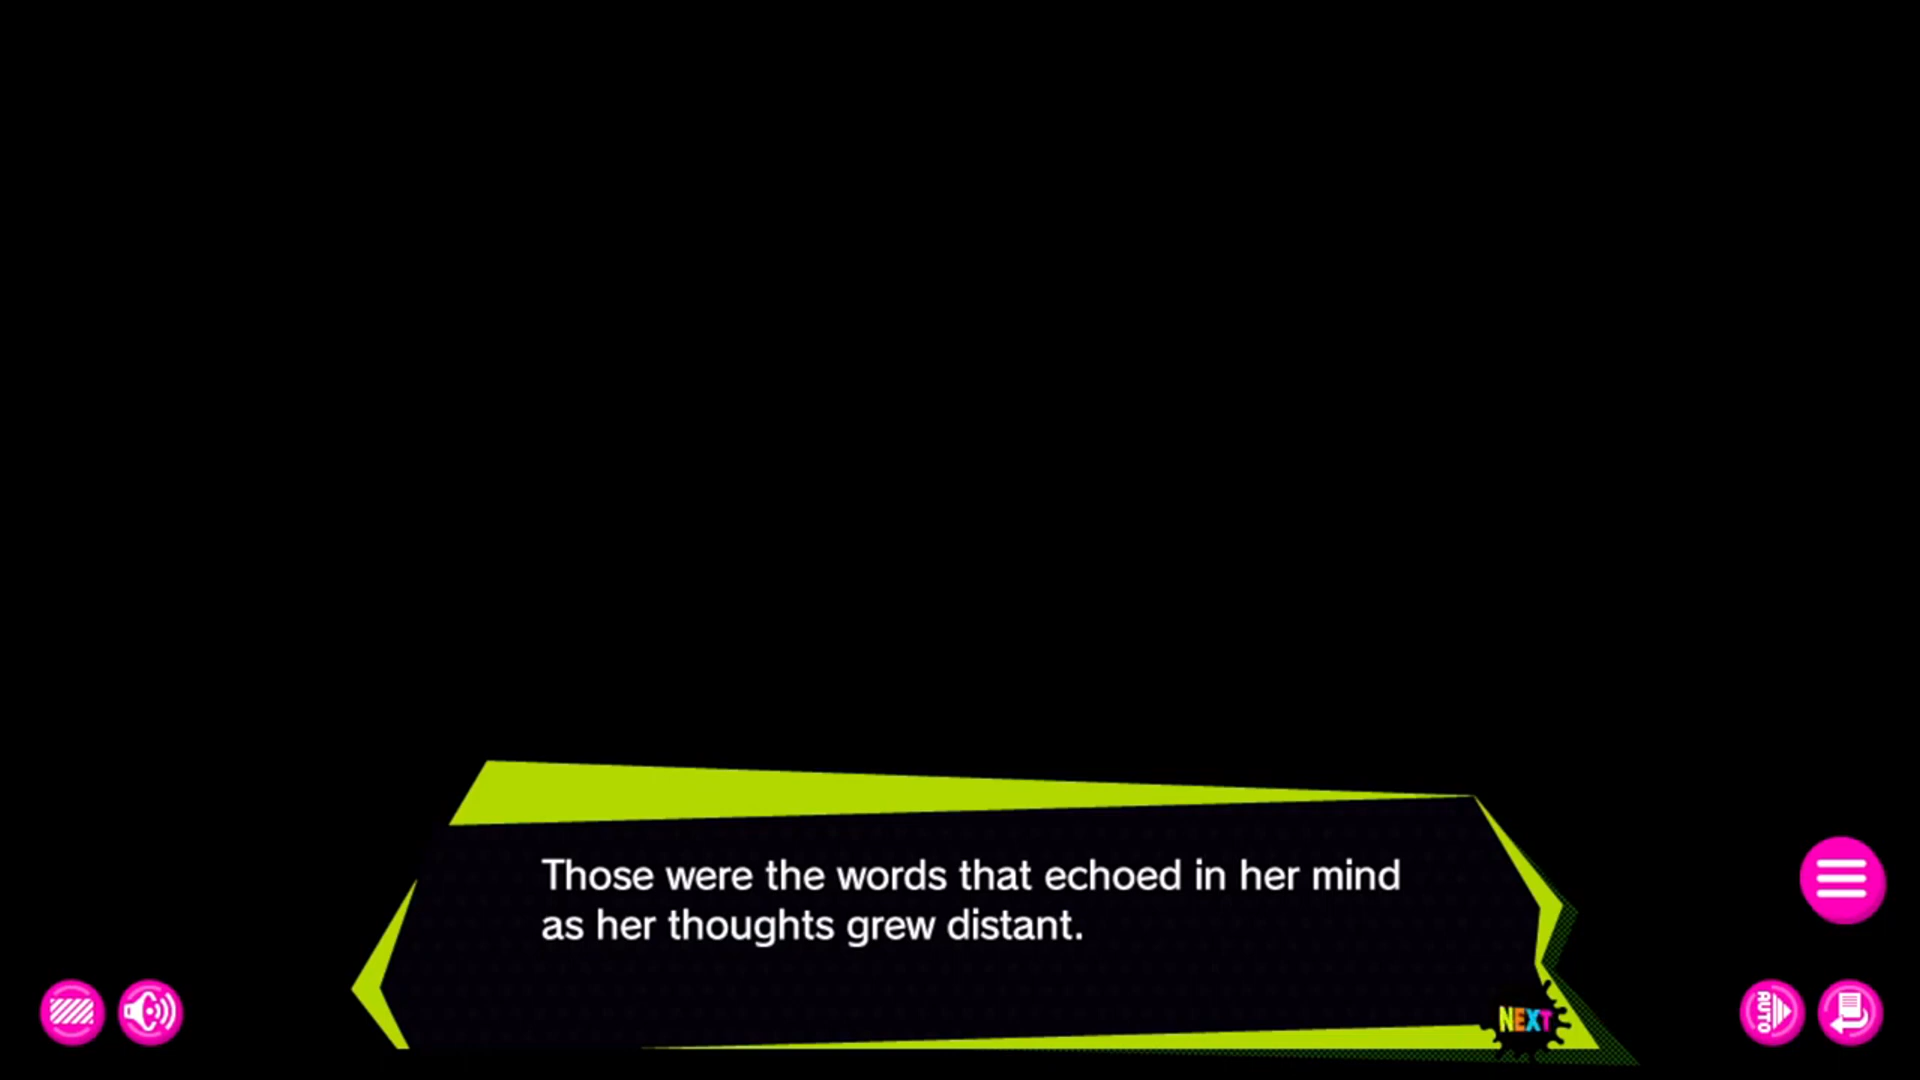 Those were the words that echoed in her mind
as her thoughts grew distant.
NEXT
AUTO